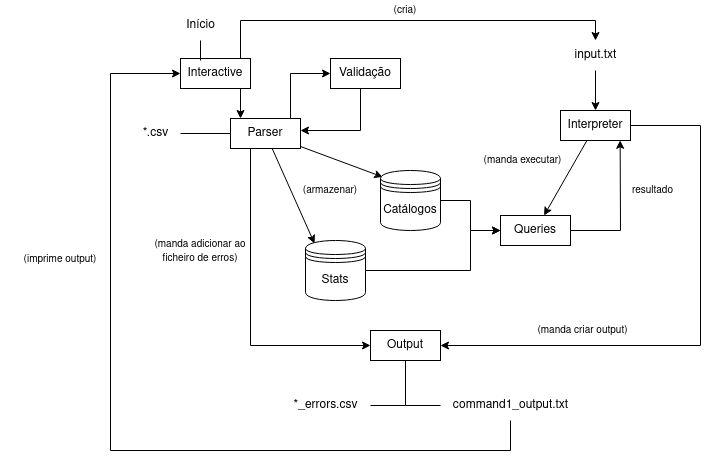 (cria)
Início
input.txt
Interactive
Validação
*.csv
Parser
Interpreter
(manda executar)
(armazenar)
resultado
Catálogos
Queries
(manda adicionar ao
ficheiro de erros)
(imprime output)
Stats
(manda criar output)
Output
*_errors.csv
command1_output.txt